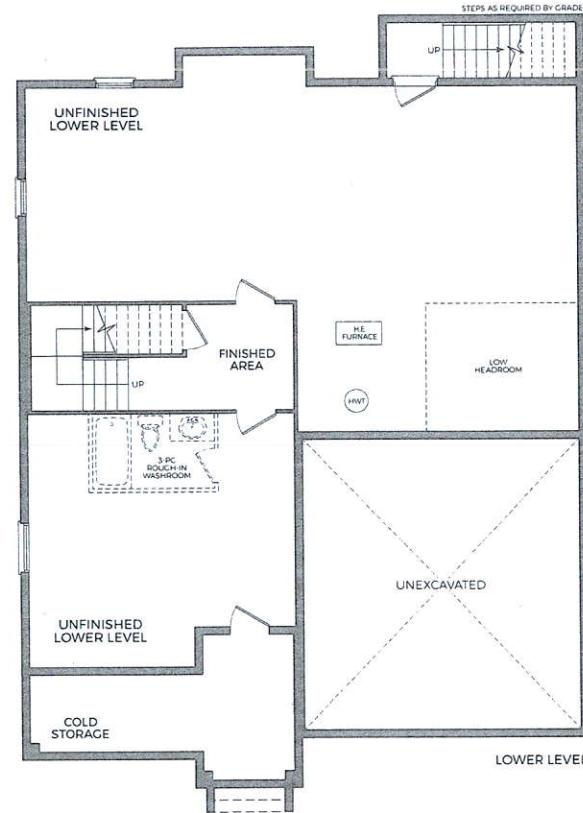 STEPS AS REQUIRED BY GRADE
UP
UNFINISHED
LOWER LEVEL
H.E
FURNACE
LOW
HEADROOM
FINISHED
AREA
UP
HWT
3-PC
ROUGH-IN
WASHROOM
UNEXCAVATED
UNFINISHED
LOWER LEVEL
COLD
STORAGE
LOWER LEVEL